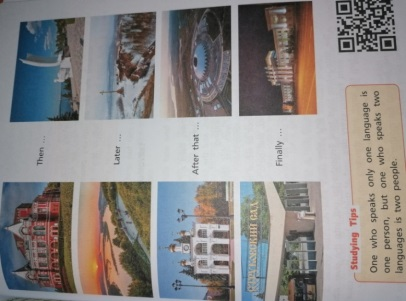 Then ...
Later ...
After that ...
Finally ...
Studying Tips
One who speaks only one language is
one person, but one who speaks two
languages is two people.